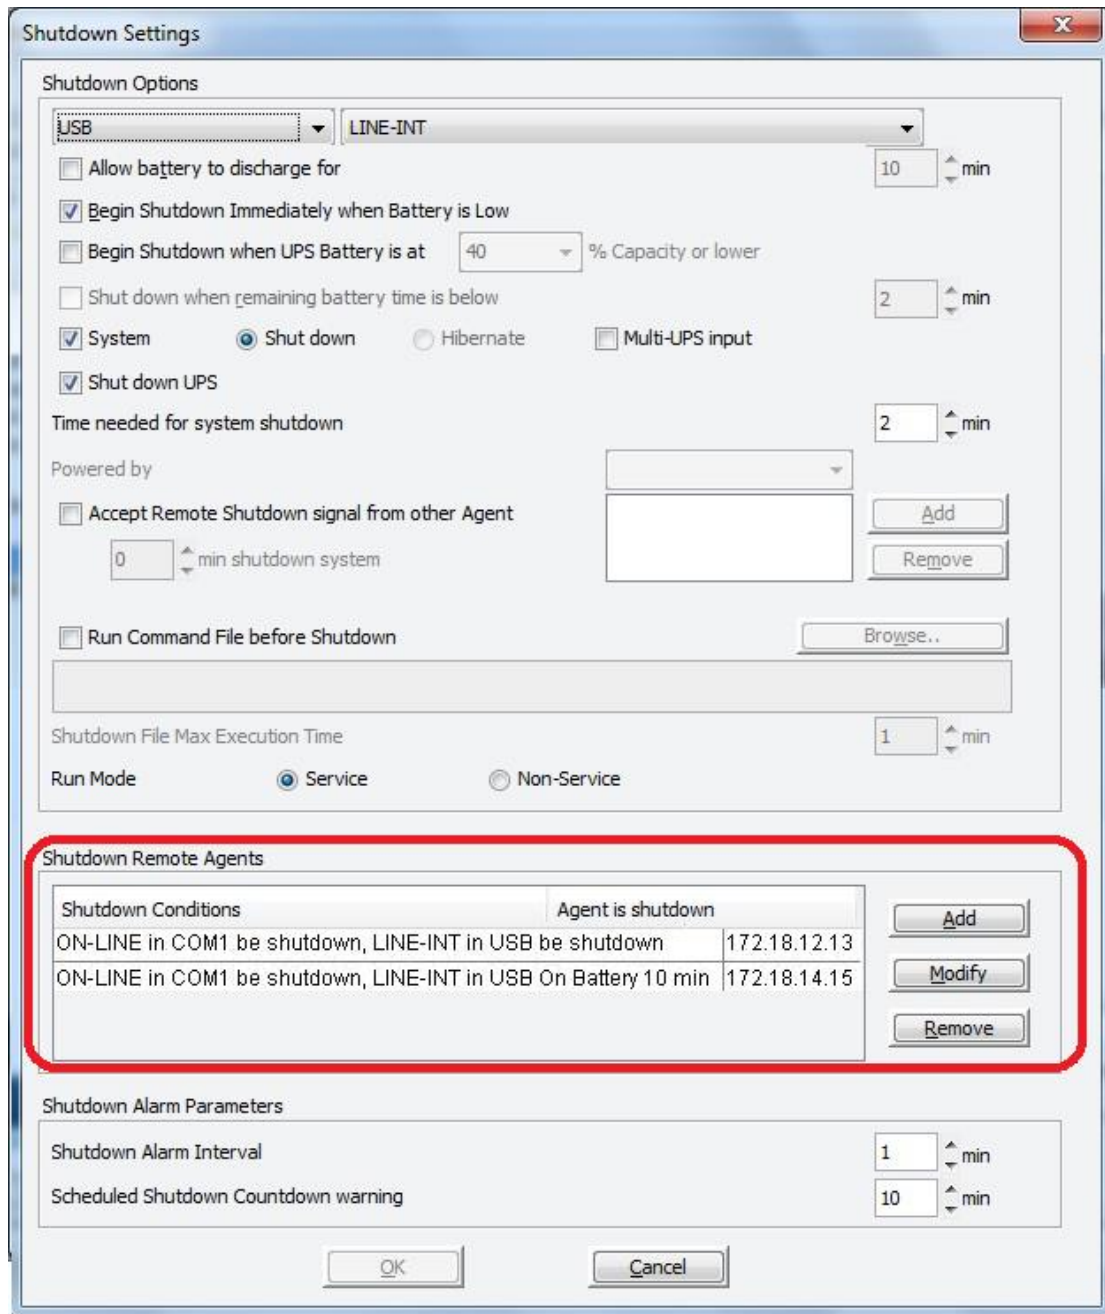 Shutdown Settings
X
Shutdown Options
USB LINE-INT
Allow battery to discharge for 10 min
Begin Shutdown Immediately when Battery is Low
Begin Shutdown when UPS Battery is at 40 % Capacity or lower
Shut down when remaining battery time is below 2 min
System Shut down Hibernate Multi-UPS input
Shut down UPS
Time needed for system shutdown 2 min
Powered by
Accept Remote Shutdown signal from other Agent Add
0 min shutdown system Remove
Run Command File before Shutdown Browse..
Shutdown File Max Execution Time 1 min
Run Mode Service Non-Service
Shutdown Remote Agents
Shutdown Conditions Agent is shutdown Add
ON-LINE in COM1 be shutdown, LINE-INT in USB be shutdown 172.18.12.13
ON-LINE in COM1 be shutdown, LINE-INT in USB On Battery 10 min 172.18.14.15 Modify
Remove
Shutdown Alarm Parameters
Shutdown Alarm Interval 1 min
Scheduled Shutdown Countdown warning 10 min
OK Cancel